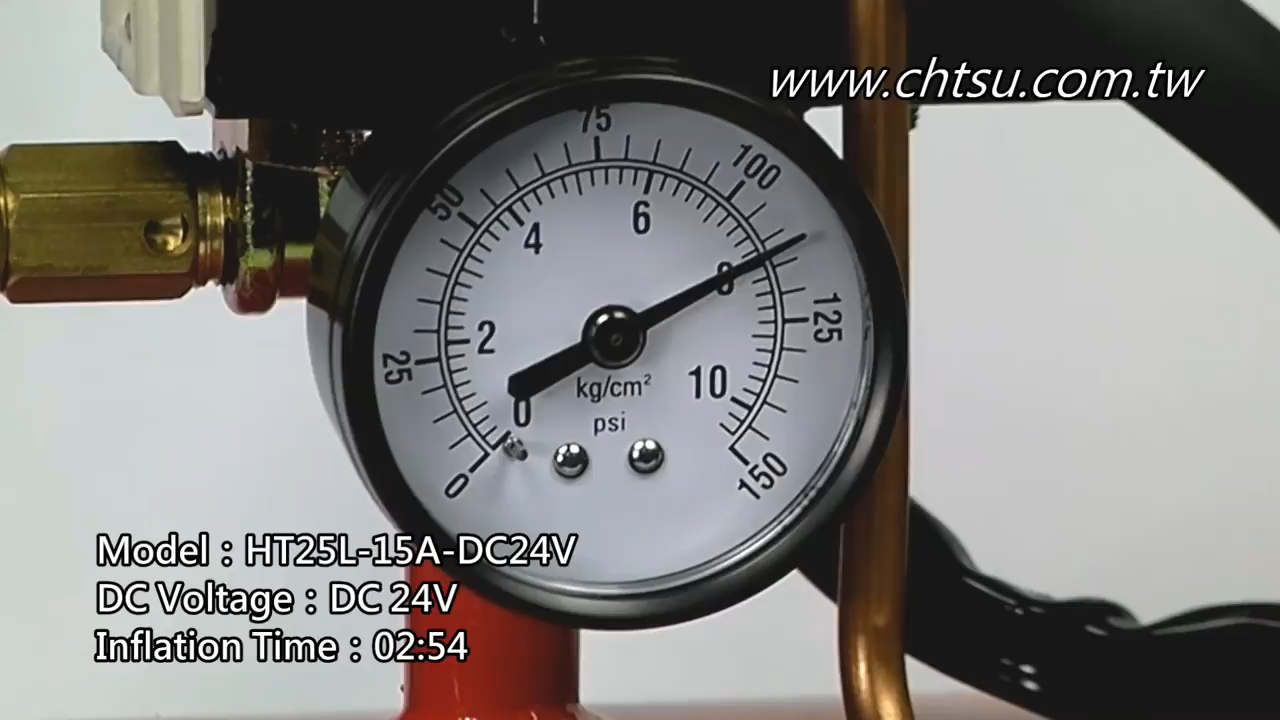 www.chtsu.com.tw
75
100
50
6
4
8
125
2
25
10
kg/cm²
0
psi
0
150
Model : HT25L-15A-DC24V
DC Voltage : DC 24V
Inflation Time : 02:54